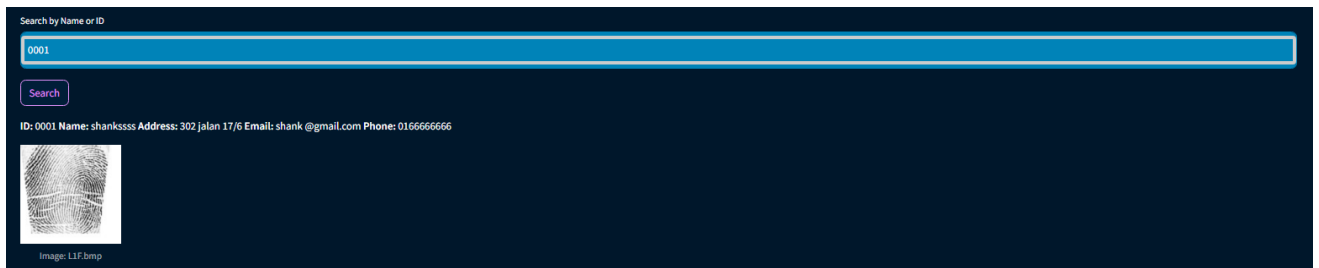 Search by Name or ID
0001
Search
ID: 0001 Name: shankssss Address: 302 jalan 17/6 Email: shank @gmail.com Phone: 0166666666
Image: L1F.bmp